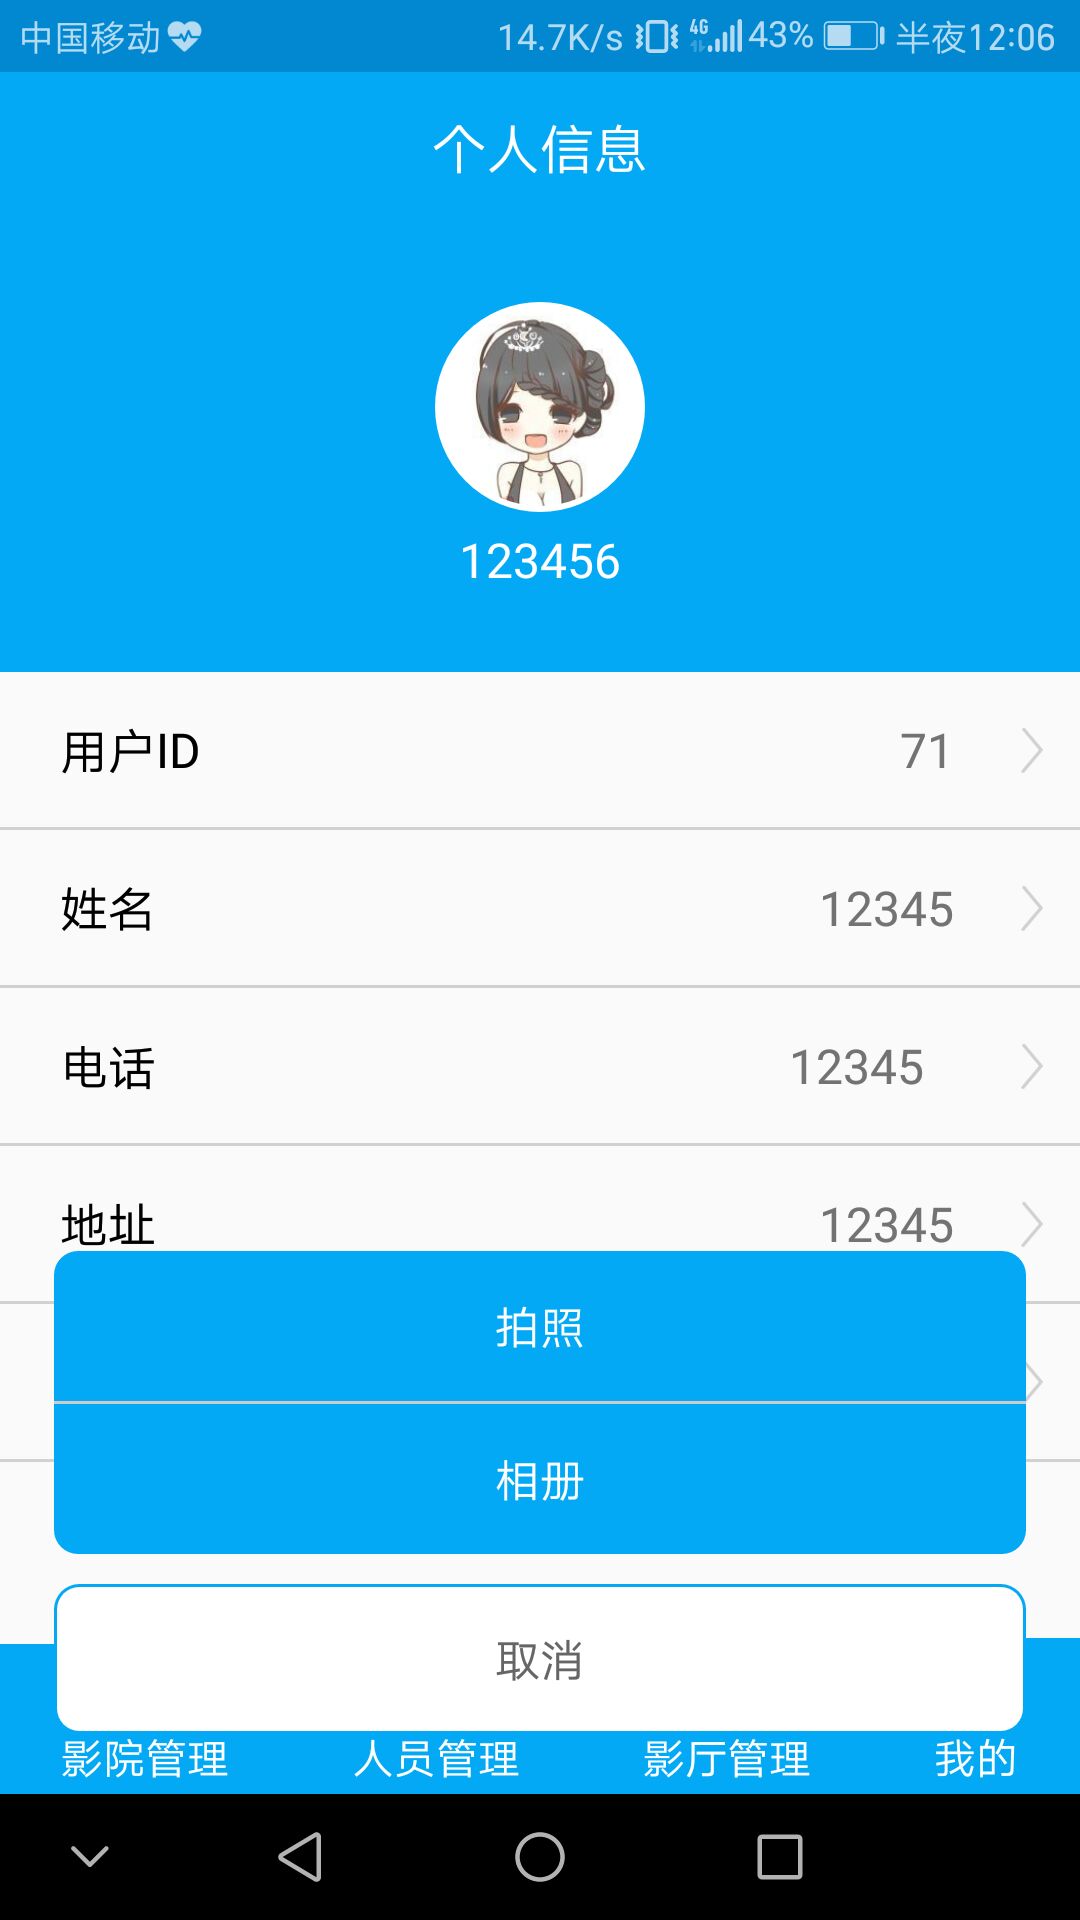 中国移动 14.7K/s 4G 43% 半夜12:06
个人信息
123456
用户ID 71
姓名 12345
电话 12345
地址 12345
拍照
相册
取消
影院管理 人员管理 影厅管理 我的